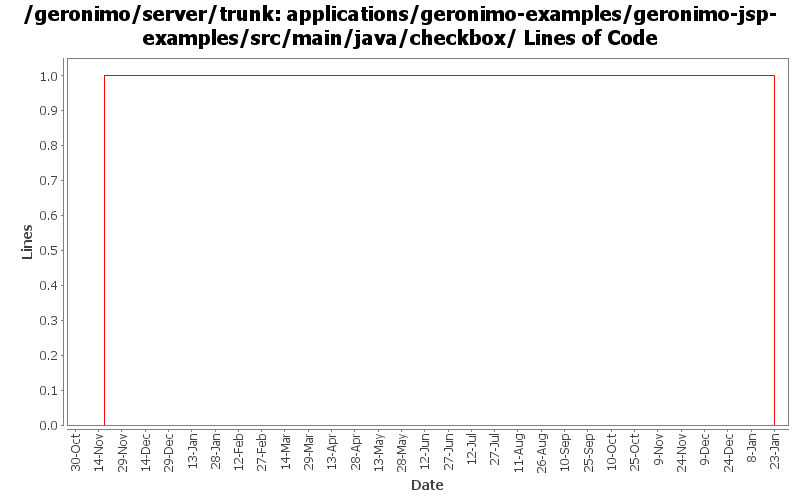 /geronimo/server/trunk: applications/geronimo-examples/geronimo-jsp-
examples/src/main/java/checkbox/ Lines of Code
1.0
0.9
0.8
0.7
0.6
0.5
0.4
0.3
0.2
0.1
0.0
Lines
30-Oct
14-Nov
29-Nov
14-Dec
29-Dec
13-Jan
28-Jan
12-Feb
27-Feb
14-Mar
29-Mar
13-Apr
28-Apr
13-May
28-May
12-Jun
27-Jun
12-Jul
27-Jul
11-Aug
26-Aug
10-Sep
25-Sep
10-Oct
25-Oct
9-Nov
24-Nov
9-Dec
24-Dec
8-Jan
23-Jan
Date